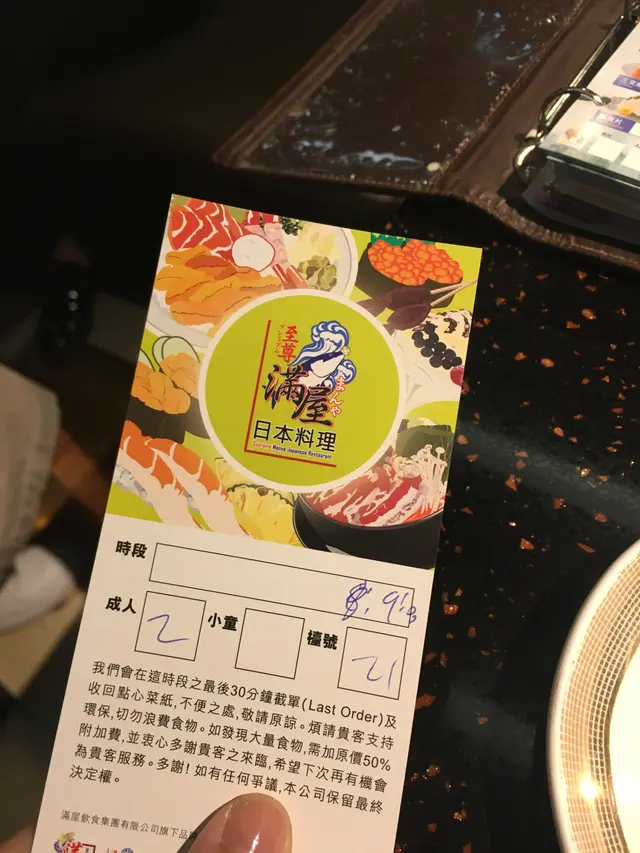 至尊
満屋
まんや
日本料理
Supreme Manya Japanese Restaurant
時段
成人 2 小童 檯號 21
我們會在這時段之最後30分鐘截單(Last Order)及
收回點心菜紙,不便之處,敬請原諒。煩請貴客支持
環保,切勿浪費食物。如發現大量食物,需加原價50%
附加費,並衷心多謝貴客之來臨,希望下次再有機會
為貴客服務。多謝! 如有任何爭議,本公司保留最終
決定權。
滿屋飲食集團有限公司旗下品